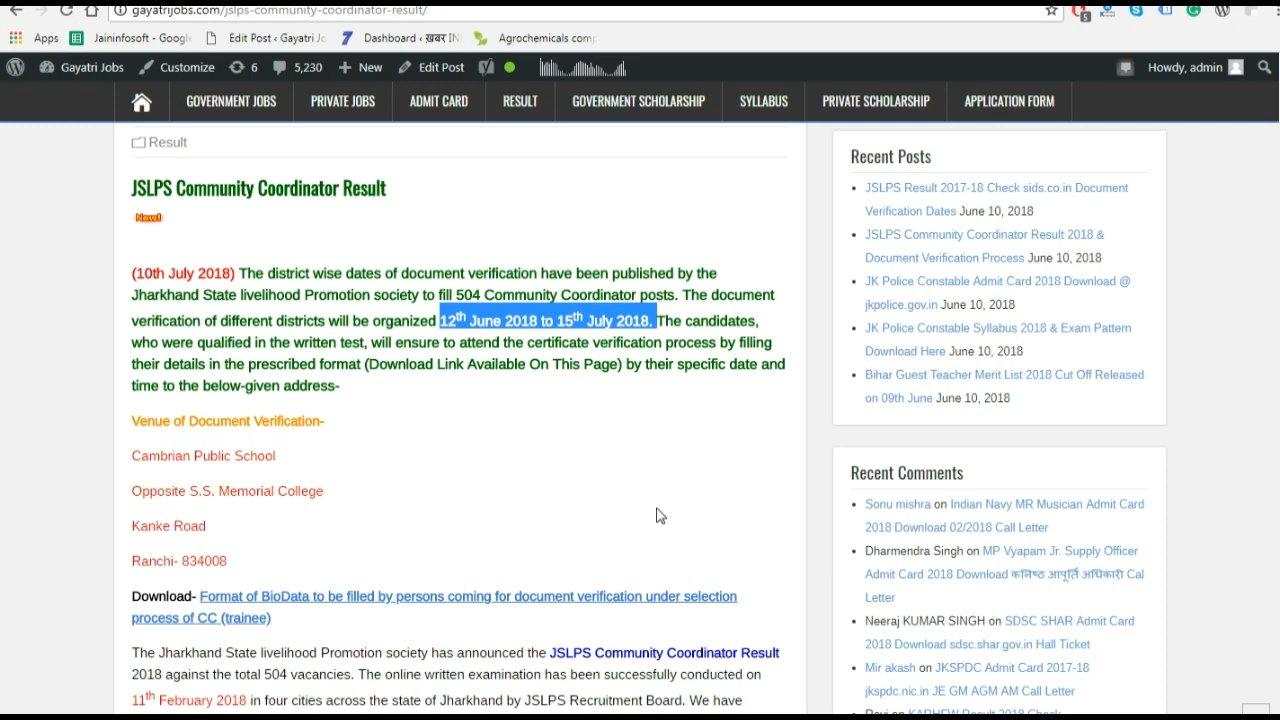 gayatrijobs.com/jslps-community-coordinator-result/
Apps Jaininfosoft - Google Edit Post ‹ Gayatri Jo Dashboard ‹ ख़बर IN Agrochemicals comp
Gayatri Jobs Customize 6 5,230 New Edit Post Howdy, admin
GOVERNMENT JOBS PRIVATE JOBS ADMIT CARD RESULT GOVERNMENT SCHOLARSHIP SYLLABUS PRIVATE SCHOLARSHIP APPLICATION FORM
Result
JSLPS Community Coordinator Result
New!
(10th July 2018) The district wise dates of document verification have been published by the
Jharkhand State livelihood Promotion society to fill 504 Community Coordinator posts. The document
verification of different districts will be organized 12th June 2018 to 15th July 2018. The candidates,
who were qualified in the written test, will ensure to attend the certificate verification process by filling
their details in the prescribed format (Download Link Available On This Page) by their specific date and
time to the below-given address-
Venue of Document Verification-
Cambrian Public School
Opposite S.S. Memorial College
Kanke Road
Ranchi- 834008
Download- Format of BioData to be filled by persons coming for document verification under selection
process of CC (trainee)
The Jharkhand State livelihood Promotion society has announced the JSLPS Community Coordinator Result
2018 against the total 504 vacancies. The online written examination has been successfully conducted on
11th February 2018 in four cities across the state of Jharkhand by JSLPS Recruitment Board. We have
Recent Posts
JSLPS Result 2017-18 Check sids.co.in Document
Verification Dates June 10, 2018
JSLPS Community Coordinator Result 2018 &
Document Verification Process June 10, 2018
JK Police Constable Admit Card 2018 Download @
jkpolice.gov.in June 10, 2018
JK Police Constable Syllabus 2018 & Exam Pattern
Download Here June 10, 2018
Bihar Guest Teacher Merit List 2018 Cut Off Released
on 09th June June 10, 2018
Recent Comments
Sonu mishra on Indian Navy MR Musician Admit Card
2018 Download 02/2018 Call Letter
Dharmendra Singh on MP Vyapam Jr. Supply Officer
Admit Card 2018 Download कनिष्ठ आपूर्ति अधिकारी Cal
Letter
Neeraj KUMAR SINGH on SDSC SHAR Admit Card
2018 Download sdsc.shar.gov.in Hall Ticket
Mir akash on JKSPDC Admit Card 2017-18
jkspdc.nic.in JE GM AGM AM Call Letter
Ravi on KAPHEW Result 2018 Check